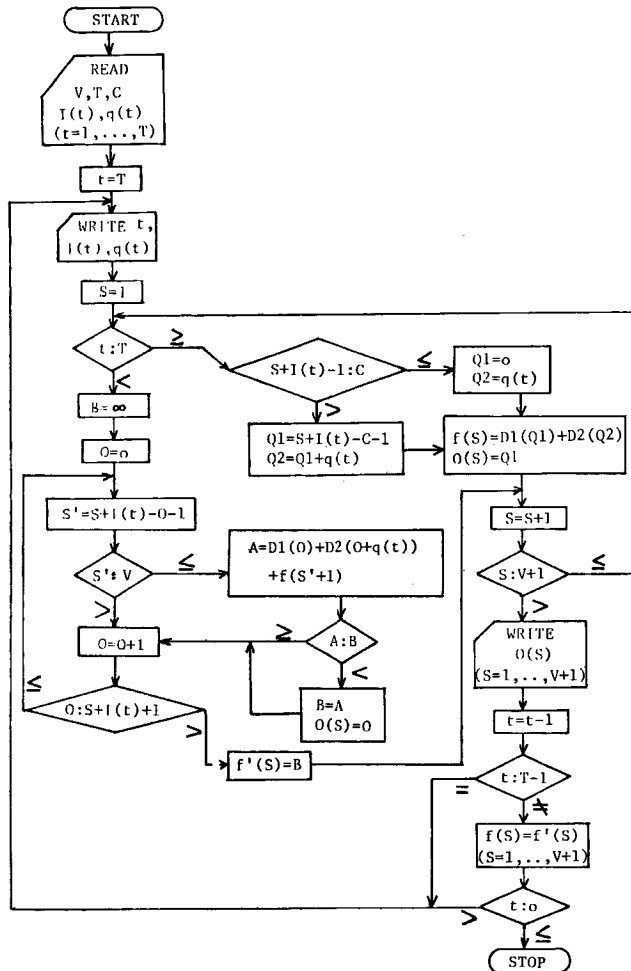 START
READ
V,T,C
I(t),q(t)
(t=1,...,T)
t=T
WRITE t,
I(t),q(t)
S=1
t:T
≥
<
S+I(t)-1:C
≤
>
Q1=o
Q2=q(t)
Q1=S+I(t)-C-1
Q2=Q1+q(t)
f(S)=D1(Q1)+D2(Q2)
O(S)=Q1
B=∞
O=o
S'=S+I(t)-O-1
S':V
≤
>
A=D1(O)+D2(O+q(t))
+f(S'+1)
A:B
≥
<
B=A
O(S)=O
O=O+1
O:S+I(t)+1
≤
>
f'(S)=B
S=S+1
S:V+1
≤
>
WRITE
O(S)
(S=1,..,V+1)
t=t-1
t:T-1
=
≠
f(S)=f'(S)
(S=1,..,V+1)
t:o
>
≤
STOP